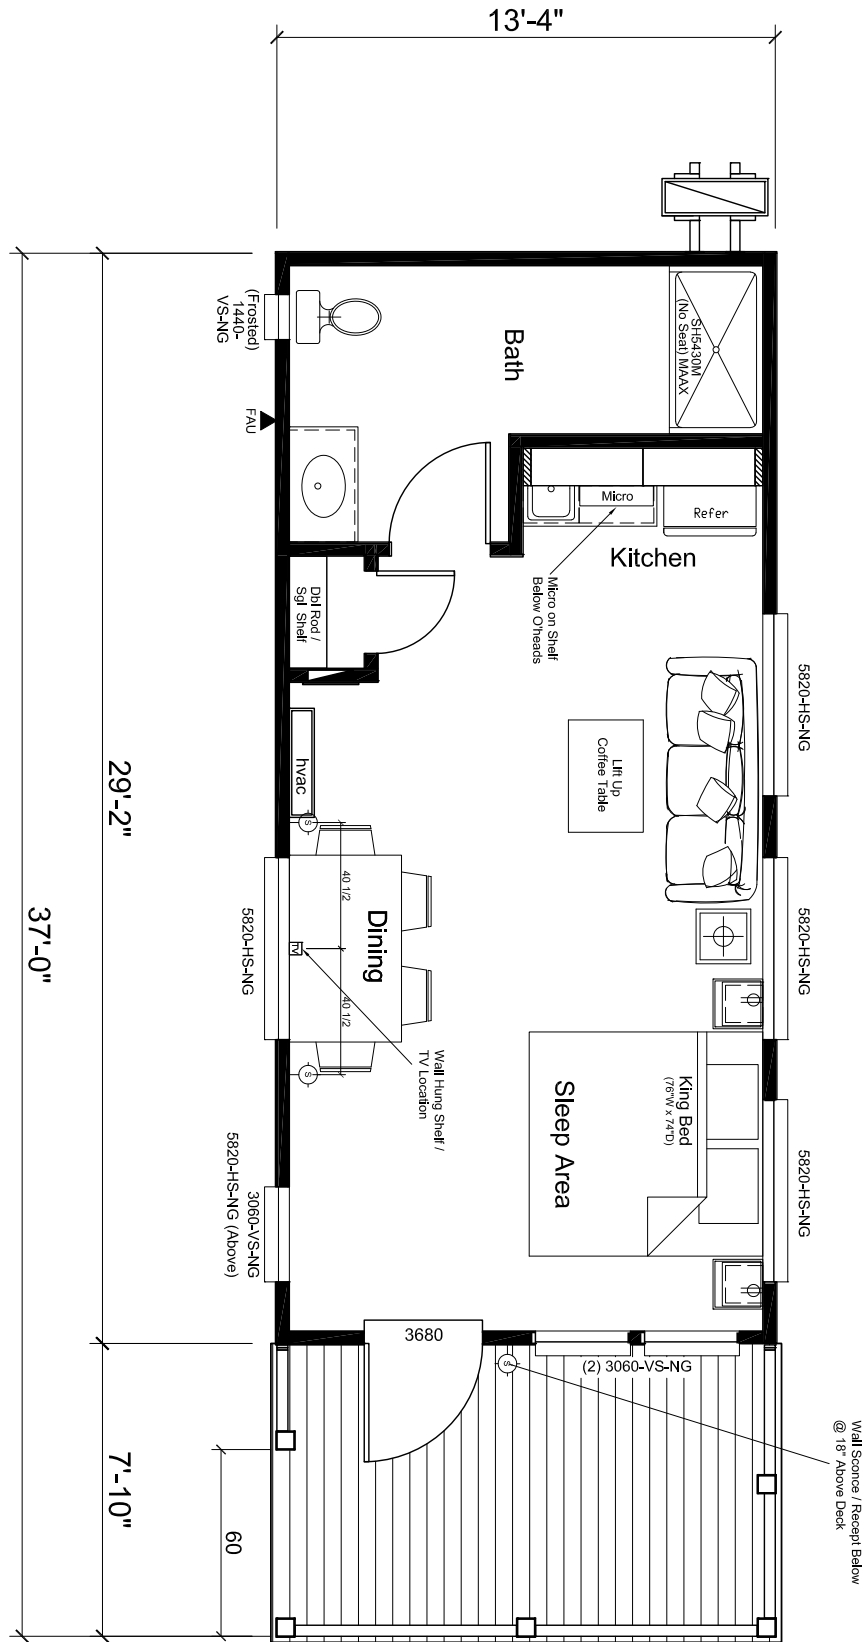 13'-4"
(Frosted)
1440-
VS-NG
FAU
Bath
SH5430M
(No Seat) MAAX
Micro
Refer
Kitchen
Micro on Shelf
Below O'heads
Dbl Rod /
Sgl Shelf
5820-HS-NG
Lift Up
Coffee Table
hvac
S
29'-2"
37'-0"
40 1/2
Dining
5820-HS-NG
5820-HS-NG
TV
40 1/2
S
Wall Hung Shelf /
TV Location
King Bed
(76"W x 74"D)
Sleep Area
5820-HS-NG
3060-VS-NG
5820-HS-NG (Above)
3680
(2) 3060-VS-NG
S
Wall Sconce / Recept Below
@ 18" Above Deck
7'-10"
60